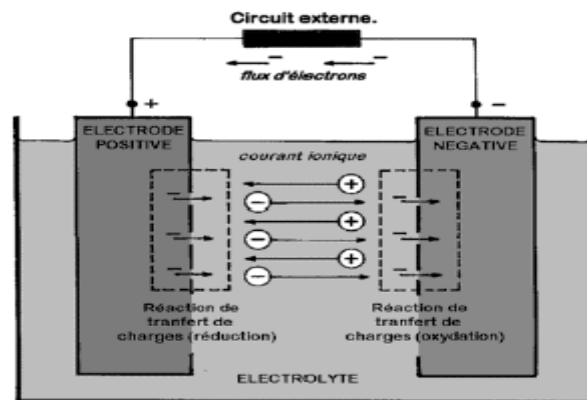 Circuit externe.
flux d'électrons
+
−
ELECTRODE
POSITIVE
ELECTRODE
NEGATIVE
courant ionique
Réaction de
tranfert de
charges (réduction)
Réaction de
tranfert de
charges (oxydation)
ELECTROLYTE